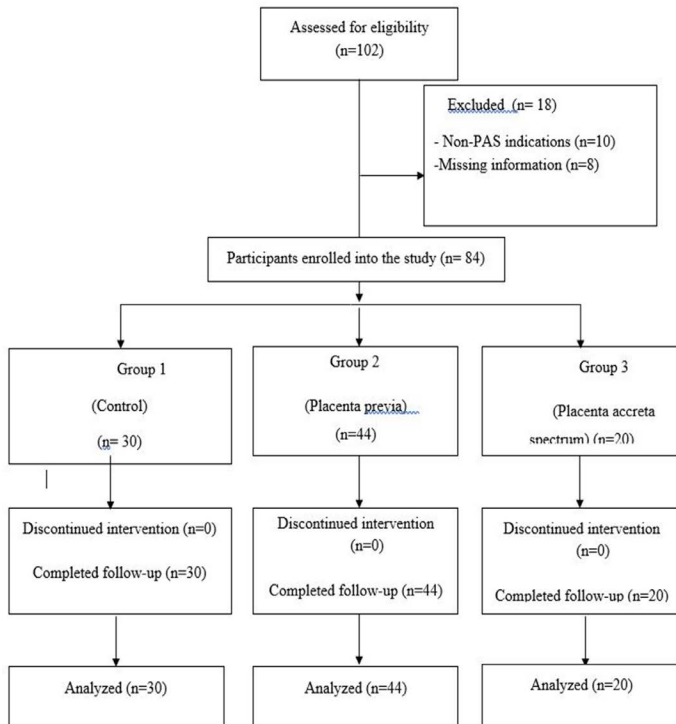 Assessed for eligibility
(n=102)
Excluded (n= 18)
- Non-PAS indications (n=10)
-Missing information (n=8)
Participants enrolled into the study (n= 84)
Group 1
(Control)
(n= 30)
Group 2
(Placenta previa)
(n=44)
Group 3
(Placenta accreta
spectrum) (n=20)
Discontinued intervention (n=0)
Completed follow-up (n=30)
Discontinued intervention
(n=0)
Completed follow-up (n=44)
Discontinued intervention
(n=0)
Completed follow-up (n=20)
Analyzed (n=30)
Analyzed (n=44)
Analyzed (n=20)